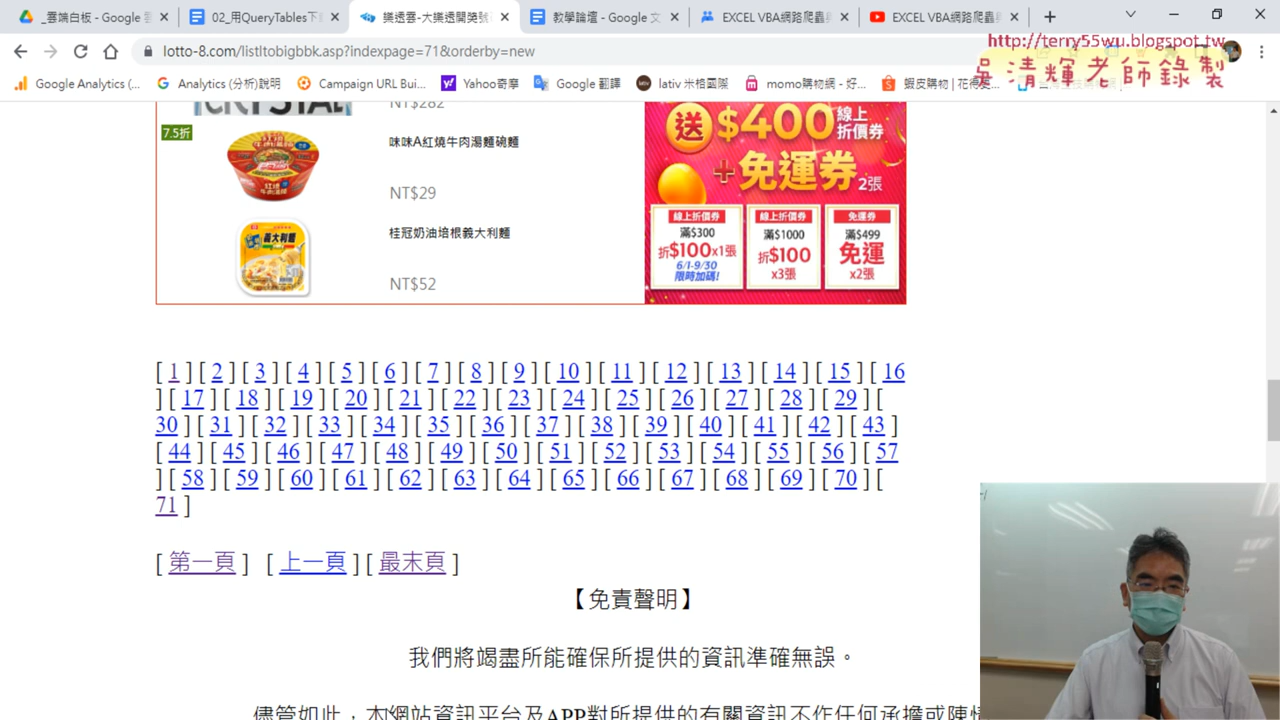 _雲端白板 - Google 雲
02_用QueryTables下載
樂透雲-大樂透開獎號碼
教學論壇 - Google 文
EXCEL VBA網路爬蟲與
EXCEL VBA網路爬蟲與
lotto-8.com/listltobigbbk.asp?indexpage=71&orderby=new
http://terry55wu.blogspot.tw
吳清輝老師錄製
Google Analytics (...
Analytics (分析)說明
Campaign URL Bui...
Yahoo奇摩
Google 翻譯
lativ 米格國際
momo購物網 - 好...
蝦皮購物 | 花得更...
NT$282
7.5折
味味A紅燒牛肉湯麵碗麵
NT$29
桂冠奶油培根義大利麵
NT$52
送$400線上折價券
+免運券2張
線上折價券
滿$300
折$100x1張
6/1-9/30
限時加碼!
線上折價券
滿$1000
折$100
x3張
免運券
滿$499
免運
x2張
[ 1 ] [ 2 ] [ 3 ] [ 4 ] [ 5 ] [ 6 ] [ 7 ] [ 8 ] [ 9 ] [ 10 ] [ 11 ] [ 12 ] [ 13 ] [ 14 ] [ 15 ] [ 16
] [ 17 ] [ 18 ] [ 19 ] [ 20 ] [ 21 ] [ 22 ] [ 23 ] [ 24 ] [ 25 ] [ 26 ] [ 27 ] [ 28 ] [ 29 ] [
30 ] [ 31 ] [ 32 ] [ 33 ] [ 34 ] [ 35 ] [ 36 ] [ 37 ] [ 38 ] [ 39 ] [ 40 ] [ 41 ] [ 42 ] [ 43 ]
[ 44 ] [ 45 ] [ 46 ] [ 47 ] [ 48 ] [ 49 ] [ 50 ] [ 51 ] [ 52 ] [ 53 ] [ 54 ] [ 55 ] [ 56 ] [ 57
] [ 58 ] [ 59 ] [ 60 ] [ 61 ] [ 62 ] [ 63 ] [ 64 ] [ 65 ] [ 66 ] [ 67 ] [ 68 ] [ 69 ] [ 70 ] [
71 ]
[ 第一頁 ] [ 上一頁 ] [ 最末頁 ]
【免責聲明】
我們將竭盡所能確保所提供的資訊準確無誤。
儘管如此，本網站資訊平台及APP對所提供的有關資訊不作任何承擔或陳